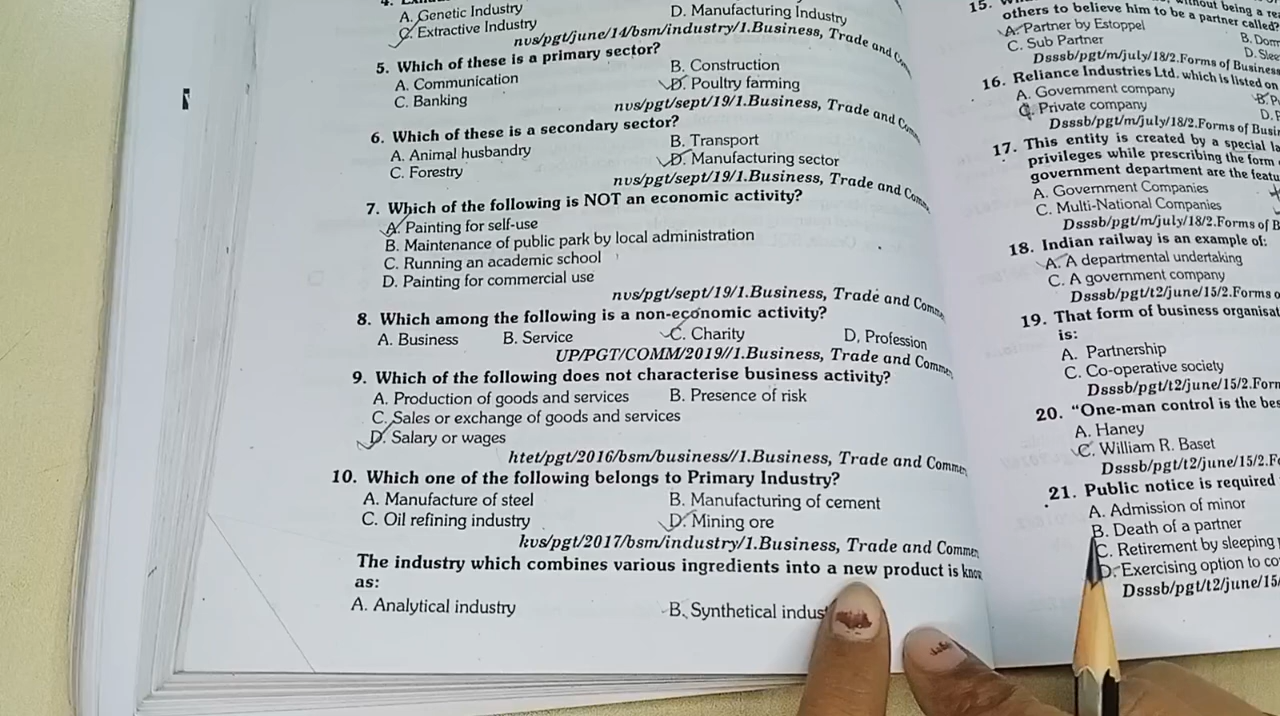 A. Genetic Industry
D. Manufacturing Industry
C. Extractive Industry
nvs/pgt/june/14/bsm/industry/1.Business, Trade and
5. Which of these is a primary sector?
A. Communication
B. Construction
C. Banking
D. Poultry farming
nvs/pgt/sept/19/1.Business, Trade and
6. Which of these is a secondary sector?
A. Animal husbandry
B. Transport
C. Forestry
D. Manufacturing sector
nvs/pgt/sept/19/1.Business, Trade and
7. Which of the following is NOT an economic activity?
A. Painting for self-use
B. Maintenance of public park by local administration
C. Running an academic school
D. Painting for commercial use
nvs/pgt/sept/19/1.Business, Trade and
8. Which among the following is a non-economic activity?
A. Business B. Service C. Charity D. Profession
UP/PGT/COMM/2019//1.Business, Trade and
9. Which of the following does not characterise business activity?
A. Production of goods and services B. Presence of risk
C. Sales or exchange of goods and services
D. Salary or wages
htet/pgt/2016/bsm/business//1.Business, Trade and
10. Which one of the following belongs to Primary Industry?
A. Manufacture of steel B. Manufacturing of cement
C. Oil refining industry D. Mining ore
kvs/pgt/2017/bsm/industry/1.Business, Trade and
The industry which combines various ingredients into a new product is
as:
A. Analytical industry B. Synthetical
15.
without being a
others to believe him to be a partner called?
A. Partner by Estoppel
C. Sub Partner
Dsssb/pgt/m/july/18/2.Forms of Business
16. Reliance Industries Ltd. which is listed on
A. Government company
C. Private company
Dsssb/pgt/m/july/18/2.Forms of
17. This entity is created by a special
privileges while prescribing the form
government department are the
A. Government Companies
C. Multi-National Companies
Dsssb/pgt/m/july/18/2.Forms of
18. Indian railway is an example of:
A. A departmental undertaking
C. A government company
Dsssb/pgt/t2/june/15/2.Forms
19. That form of business
is:
A. Partnership
C. Co-operative society
Dsssb/pgt/t2/june/15/2.
20. “One-man control is the
A. Haney
C. William R. Baset
Dsssb/pgt/t2/june/15/2.
21. Public notice is required
A. Admission of minor
B. Death of a partner
C. Retirement by sleeping
D. Exercising option to
Dsssb/pgt/t2/june/15